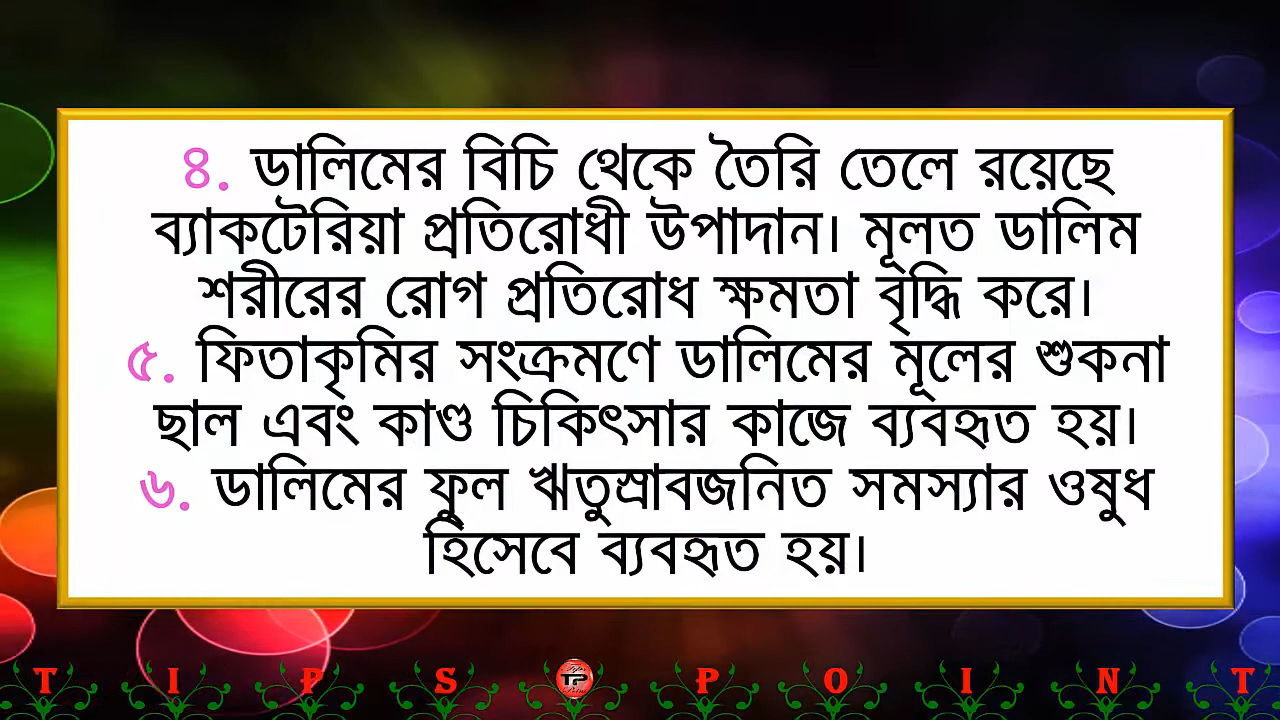 ৪. ডালিমের বিচি থেকে তৈরি তেলে রয়েছে
ব্যাকটেরিয়া প্রতিরোধী উপাদান। মূলত ডালিম
শরীরের রোগ প্রতিরোধ ক্ষমতা বৃদ্ধি করে।
৫. ফিতাকৃমির সংক্রমণে ডালিমের মূলের শুকনা
ছাল এবং কাণ্ড চিকিৎসার কাজে ব্যবহৃত হয়।
৬. ডালিমের ফুল ঋতুস্রাবজনিত সমস্যার ওষুধ
হিসেবে ব্যবহৃত হয়।
T I P S TP P O I N T